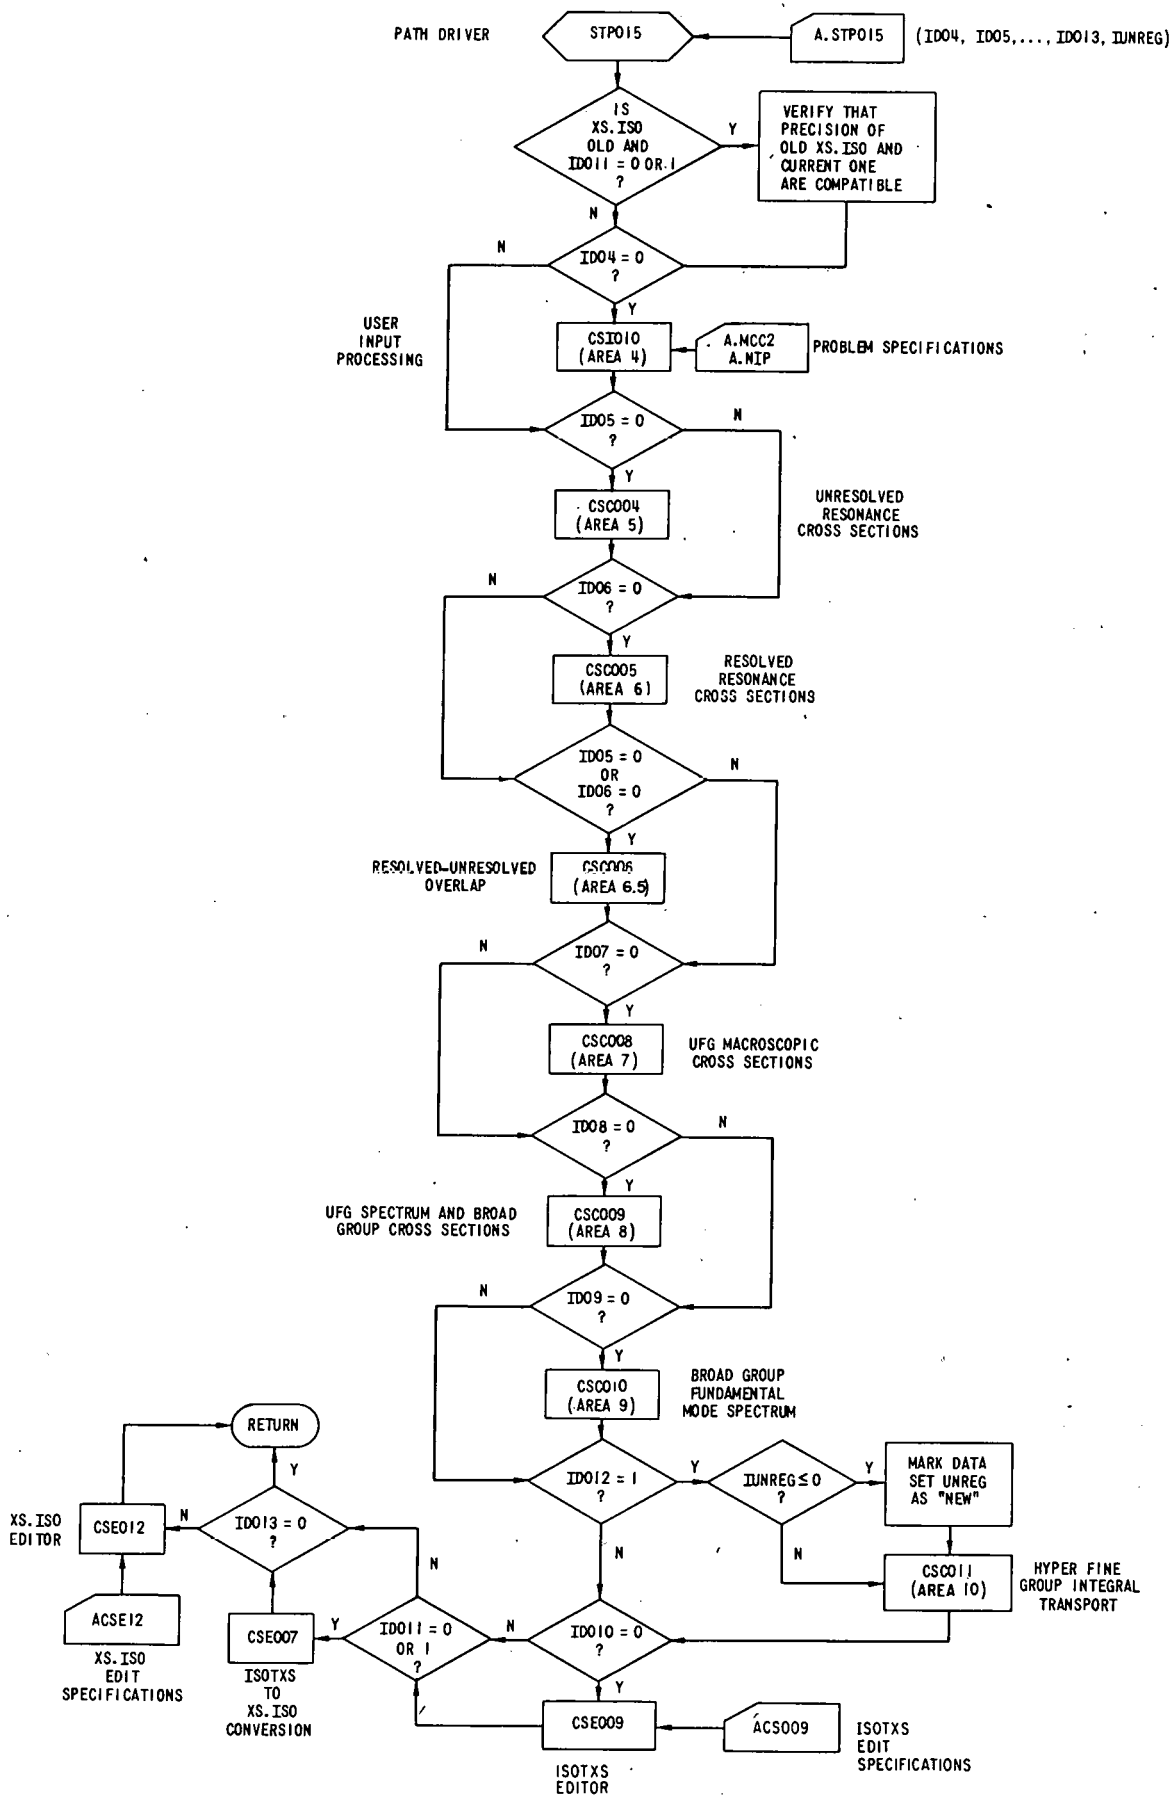 PATH DRIVER
STP015
A.STP015
(ID04, ID05,..., ID013, IUNREG)
IS
XS.ISO
OLD AND
ID011 = 0 OR 1
?
Y
VERIFY THAT
PRECISION OF
OLD XS.ISO AND
CURRENT ONE
ARE COMPATIBLE
N
N
ID04 = 0
?
Y
USER
INPUT
PROCESSING
CSI010
(AREA 4)
A.MCC2
A.NIP
PROBLEM SPECIFICATIONS
ID05 = 0
?
N
Y
CSC004
(AREA 5)
UNRESOLVED
RESONANCE
CROSS SECTIONS
N
ID06 = 0
?
Y
CSC005
(AREA 6)
RESOLVED
RESONANCE
CROSS SECTIONS
ID05 = 0
OR
ID06 = 0
?
N
Y
RESOLVED-UNRESOLVED
OVERLAP
CSC006
(AREA 6.5)
N
ID07 = 0
?
Y
CSC008
(AREA 7)
UFG MACROSCOPIC
CROSS SECTIONS
ID08 = 0
?
N
Y
UFG SPECTRUM AND BROAD
GROUP CROSS SECTIONS
CSC009
(AREA 8)
N
ID09 = 0
?
Y
CSC010
(AREA 9)
BROAD GROUP
FUNDAMENTAL
MODE SPECTRUM
RETURN
ID012 = 1
?
Y
IUNREG ≤ 0
?
Y
MARK DATA
SET UNREG
AS "NEW"
Y
N
N
XS.ISO
EDITOR
CSE012
N
ID013 = 0
?
N
CSC011
(AREA 10)
HYPER FINE
GROUP INTEGRAL
TRANSPORT
ACSE12
XS.ISO
EDIT
SPECIFICATIONS
CSE007
ISOTXS
TO
XS.ISO
CONVERSION
Y
ID011 = 0
OR 1
?
N
ID010 = 0
?
Y
CSE009
ISOTXS
EDITOR
ACS009
ISOTXS
EDIT
SPECIFICATIONS